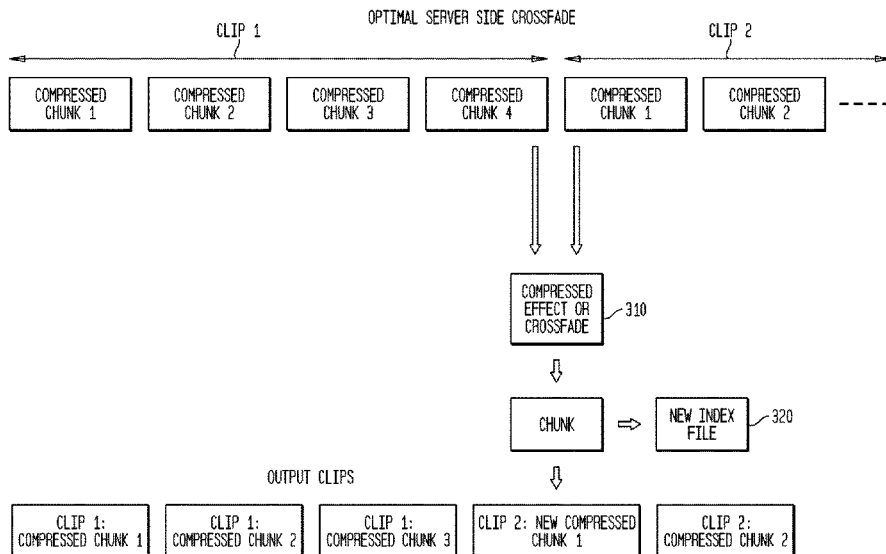 OPTIMAL SERVER SIDE CROSSFADE
CLIP 1
CLIP 2
COMPRESSED
CHUNK 1
COMPRESSED
CHUNK 2
COMPRESSED
CHUNK 3
COMPRESSED
CHUNK 4
COMPRESSED
CHUNK 1
COMPRESSED
CHUNK 2
COMPRESSED
EFFECT OR
CROSSFADE
310
CHUNK
NEW INDEX
FILE
320
OUTPUT CLIPS
CLIP 1:
COMPRESSED CHUNK 1
CLIP 1:
COMPRESSED CHUNK 2
CLIP 1:
COMPRESSED CHUNK 3
CLIP 2: NEW COMPRESSED
CHUNK 1
CLIP 2:
COMPRESSED CHUNK 2